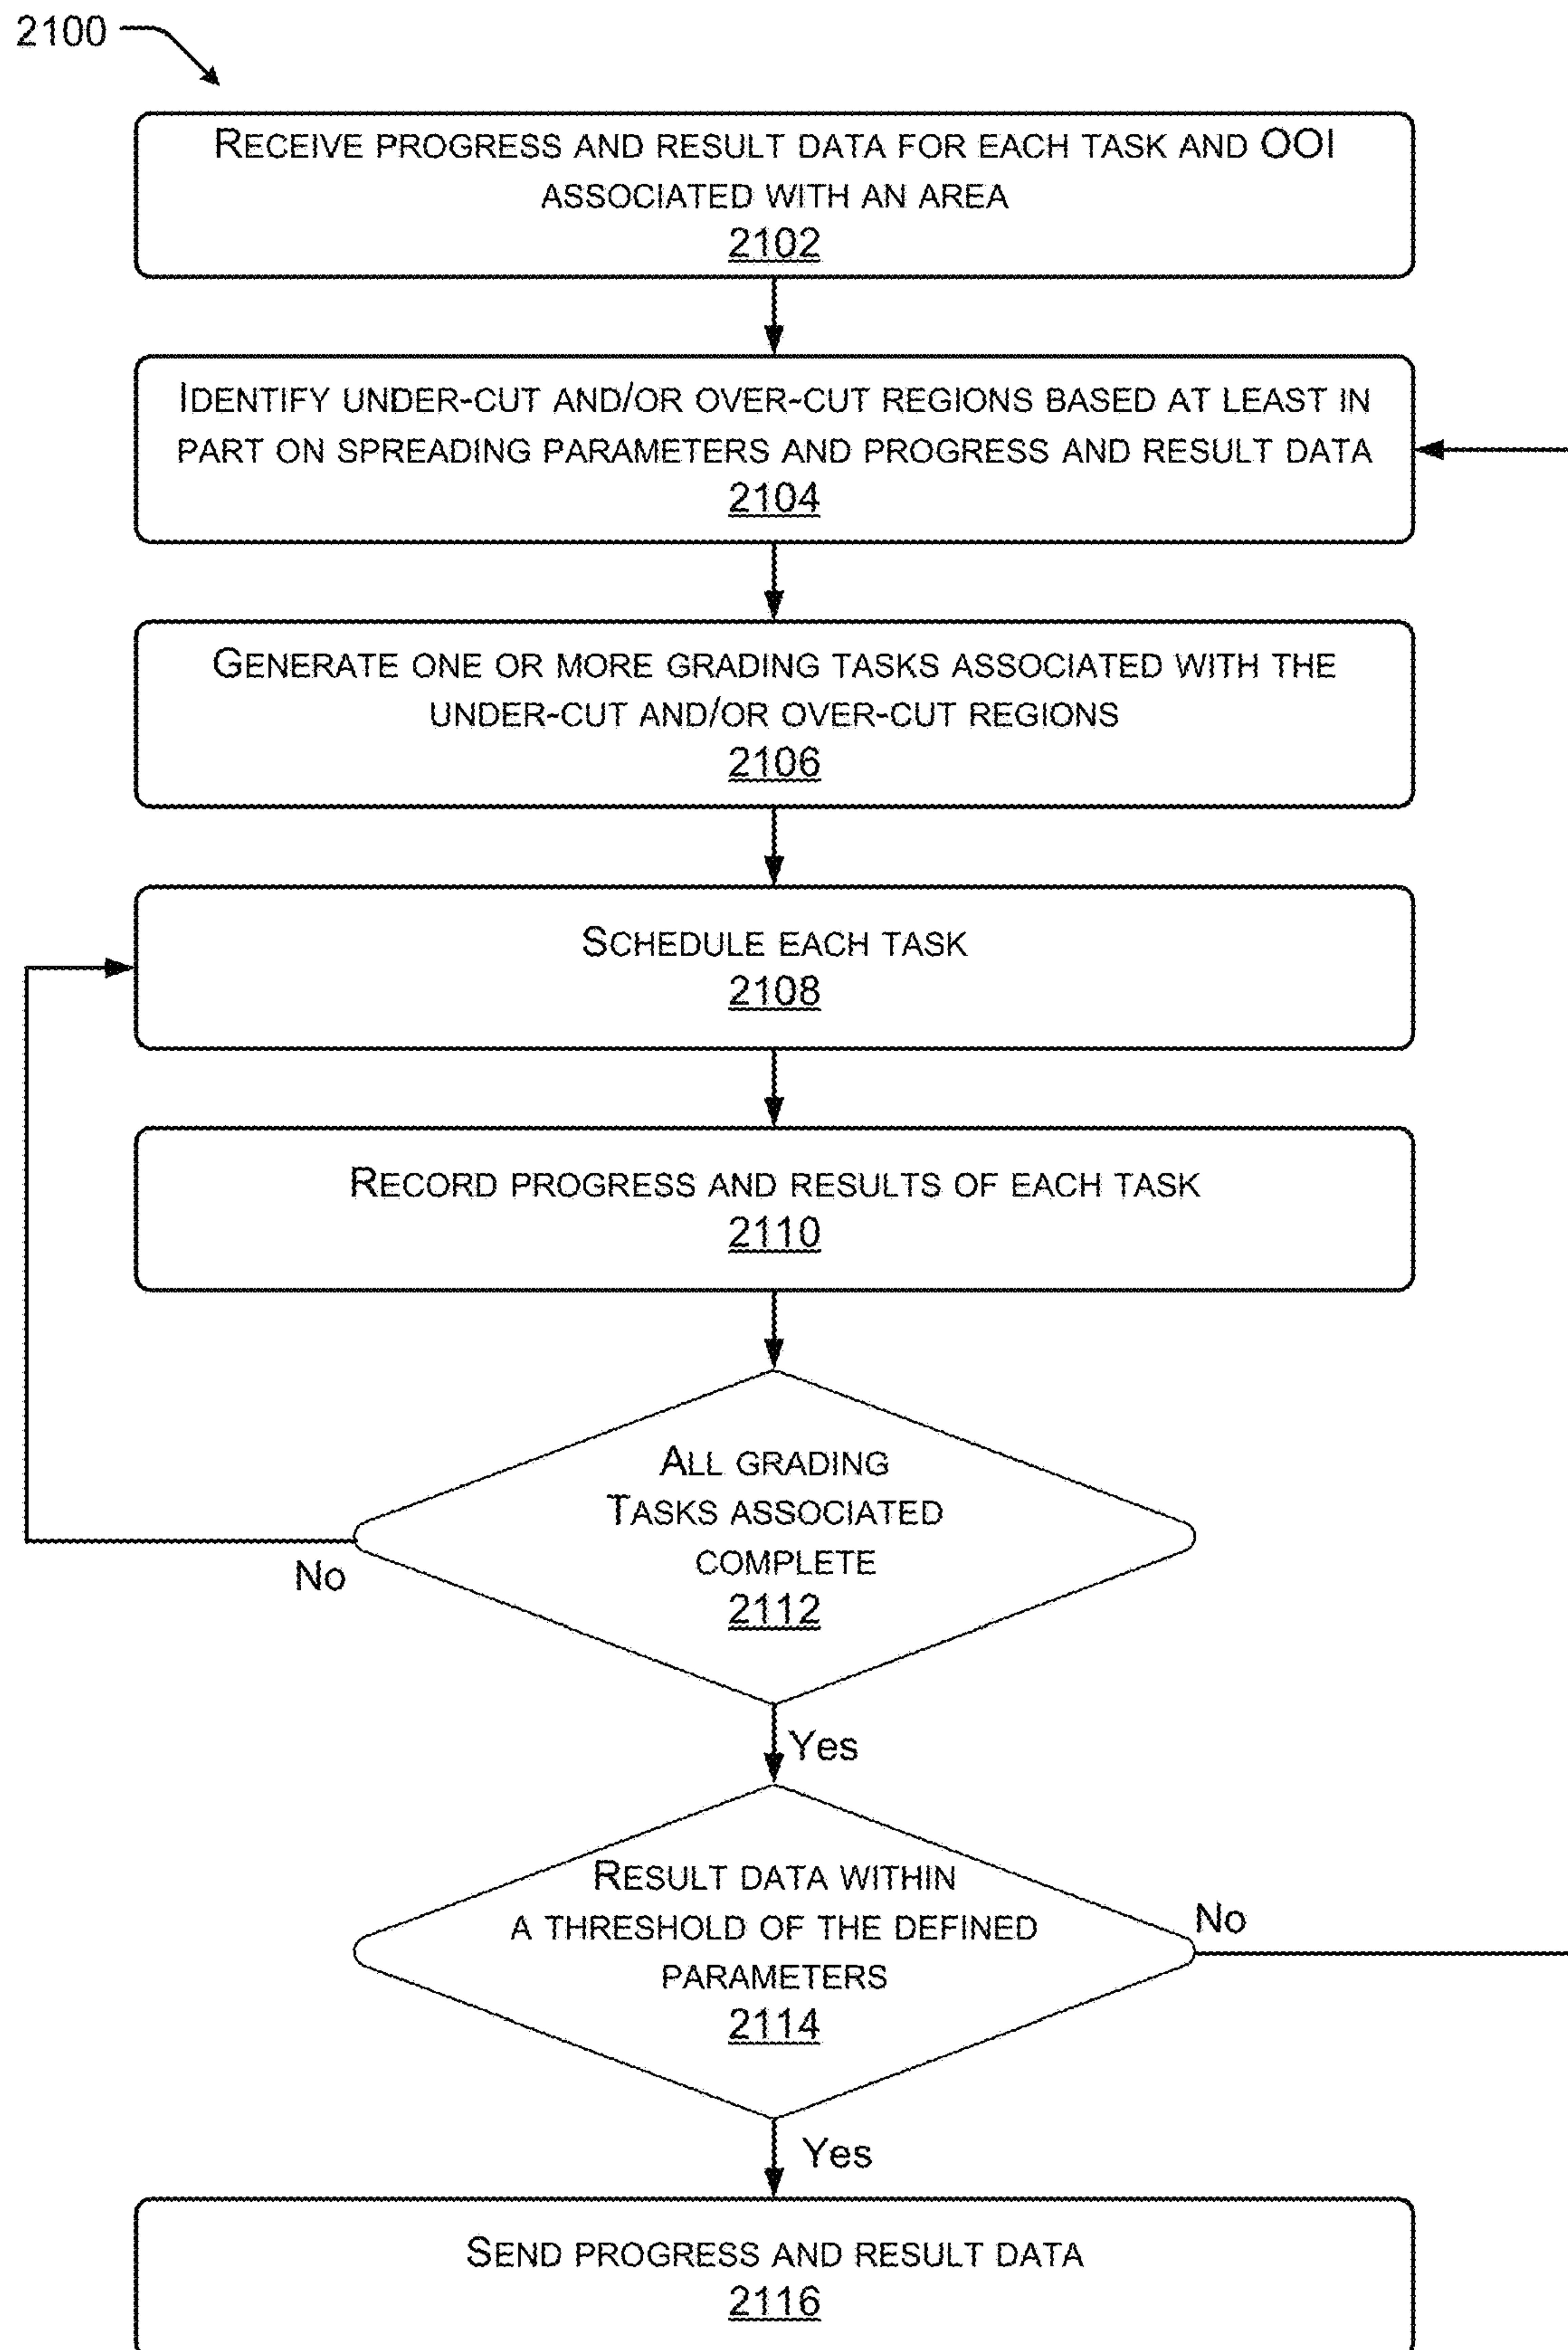 2100
RECEIVE PROGRESS AND RESULT DATA FOR EACH TASK AND OOI
ASSOCIATED WITH AN AREA
2102
IDENTIFY UNDER-CUT AND/OR OVER-CUT REGIONS BASED AT LEAST IN
PART ON SPREADING PARAMETERS AND PROGRESS AND RESULT DATA
2104
GENERATE ONE OR MORE GRADING TASKS ASSOCIATED WITH THE
UNDER-CUT AND/OR OVER-CUT REGIONS
2106
SCHEDULE EACH TASK
2108
RECORD PROGRESS AND RESULTS OF EACH TASK
2110
ALL GRADING
TASKS ASSOCIATED
COMPLETE
2112
No
Yes
RESULT DATA WITHIN
A THRESHOLD OF THE DEFINED
PARAMETERS
2114
No
Yes
SEND PROGRESS AND RESULT DATA
2116